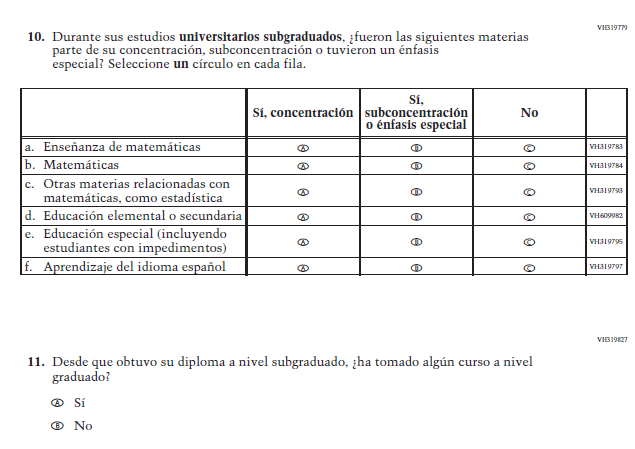 VH319779
10. Durante sus estudios universitarios subgraduados, ¿fueron las siguientes materias
parte de su concentración, subconcentración o tuvieron un énfasis
especial? Seleccione un círculo en cada fila.
Sí, concentración
Sí,
subconcentración
o énfasis especial
No
a. Enseñanza de matemáticas A B C VH319783
b. Matemáticas A B C VH319784
c. Otras materias relacionadas con
matemáticas, como estadística A B C VH319793
d. Educación elemental o secundaria A B C VH609982
e. Educación especial (incluyendo
estudiantes con impedimentos) A B C VH319795
f. Aprendizaje del idioma español A B C VH319797
VH319827
11. Desde que obtuvo su diploma a nivel subgraduado, ¿ha tomado algún curso a nivel
graduado?
A Sí
B No